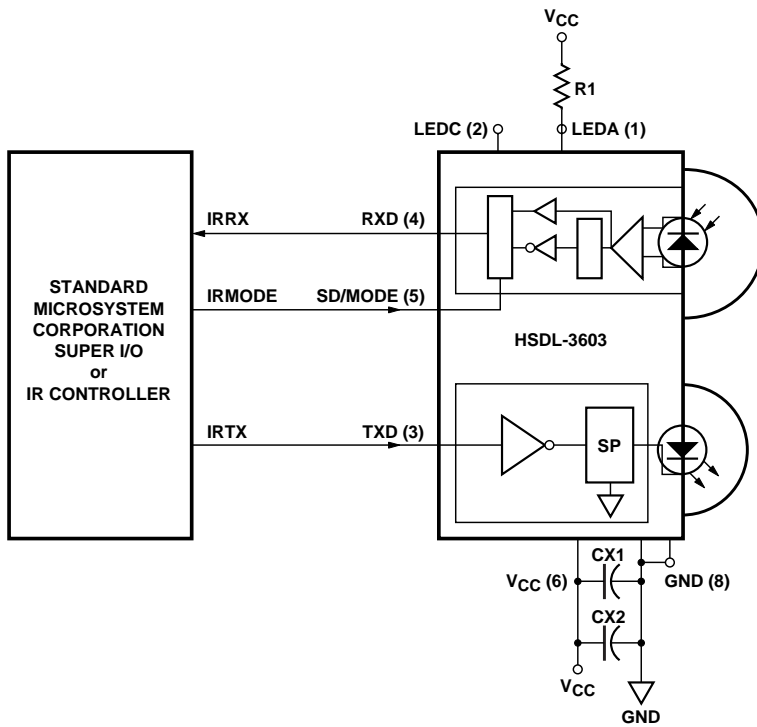 VCC
R1
LEDC (2)
LEDA (1)
IRRX
RXD (4)
STANDARD
MICROSYSTEM
CORPORATION
SUPER I/O
or
IR CONTROLLER
IRMODE
SD/MODE (5)
HSDL-3603
IRTX
TXD (3)
SP
CX1
VCC (6)
GND (8)
CX2
VCC
GND